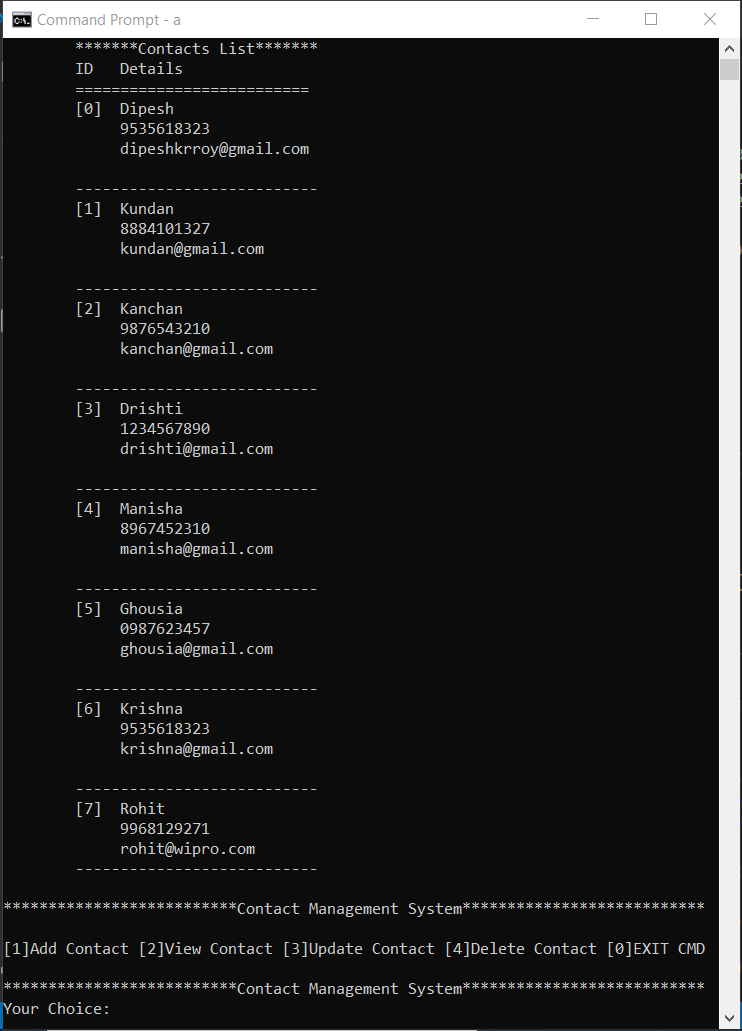 Command Prompt - a
*******Contacts List*******
ID Details
==========================
[0] Dipesh
9535618323
dipeshkrroy@gmail.com
---------------------------
[1] Kundan
8884101327
kundan@gmail.com
---------------------------
[2] Kanchan
9876543210
kanchan@gmail.com
---------------------------
[3] Drishti
1234567890
drishti@gmail.com
---------------------------
[4] Manisha
8967452310
manisha@gmail.com
---------------------------
[5] Ghousia
0987623457
ghousia@gmail.com
---------------------------
[6] Krishna
9535618323
krishna@gmail.com
---------------------------
[7] Rohit
9968129271
rohit@wipro.com
---------------------------
**************************Contact Management System***************************
[1]Add Contact [2]View Contact [3]Update Contact [4]Delete Contact [0]EXIT CMD
**************************Contact Management System***************************
Your Choice: